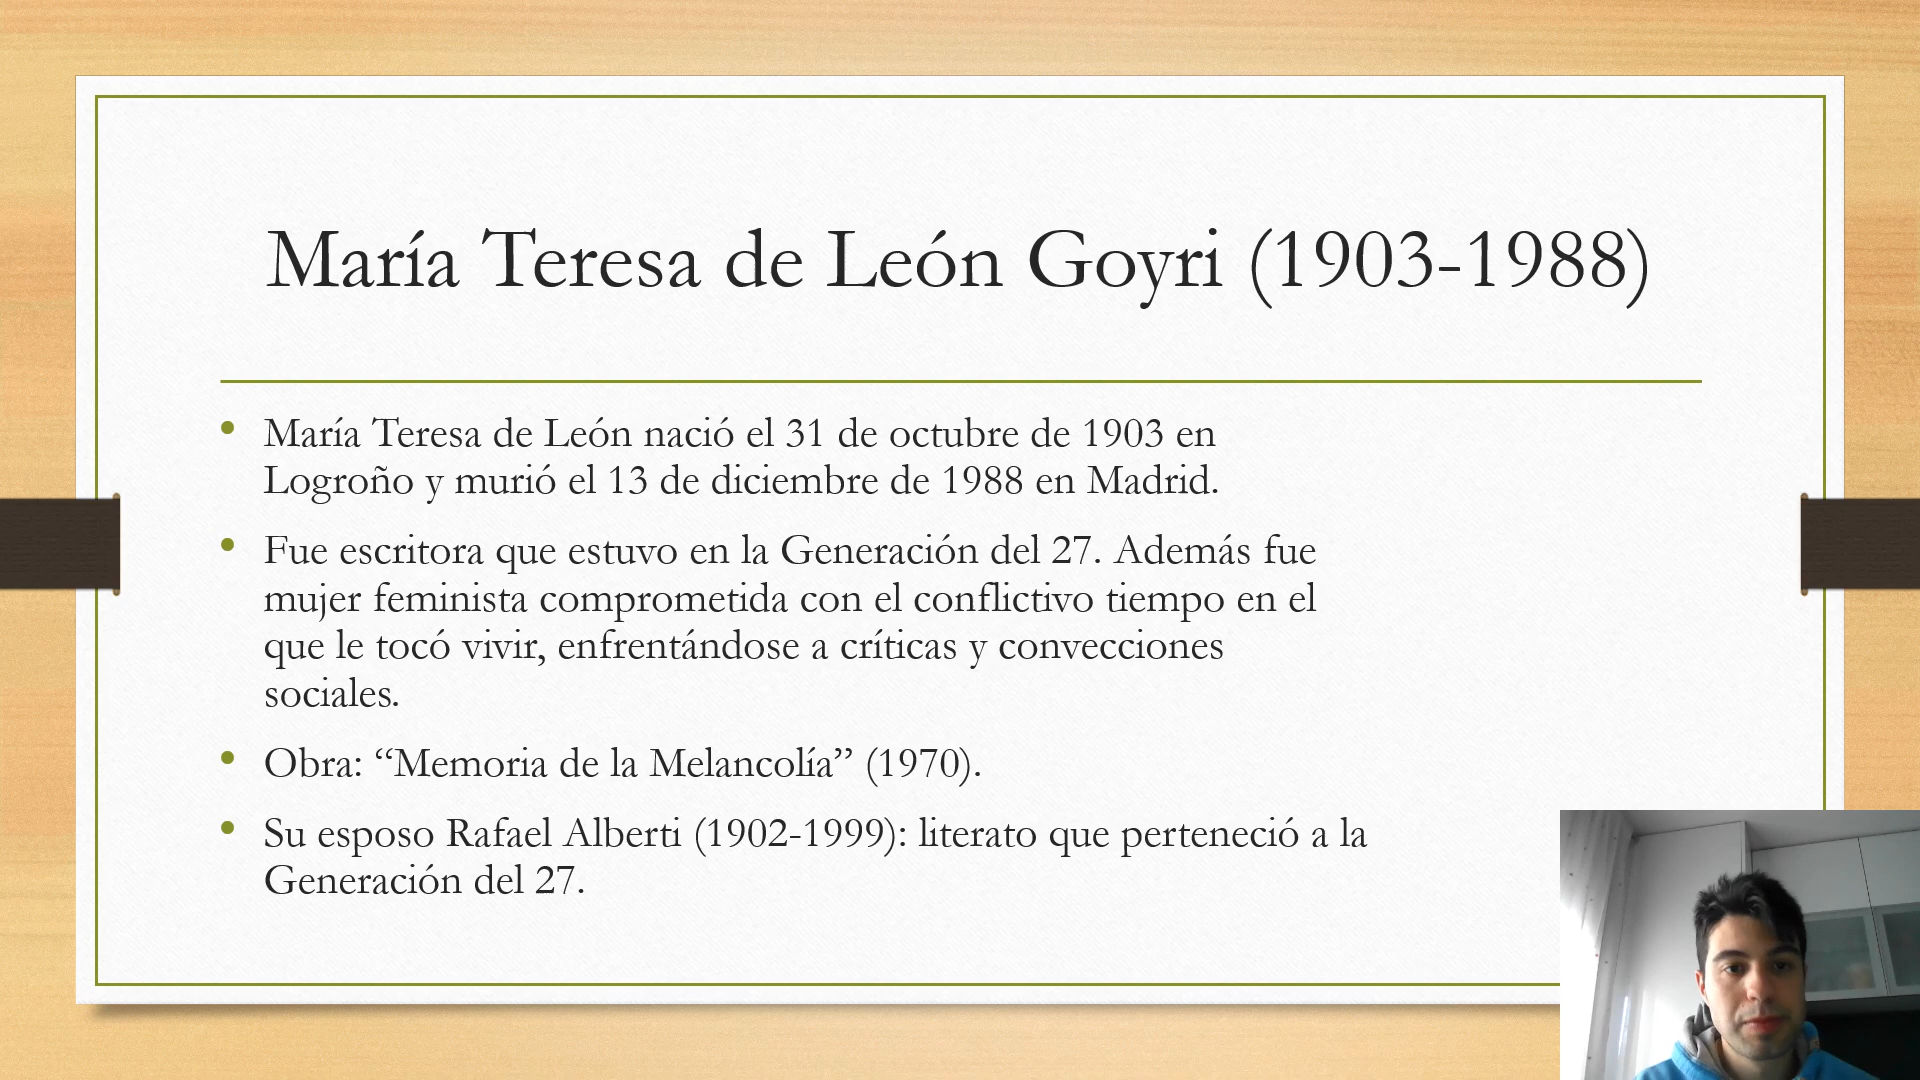 María Teresa de León Goyri (1903-1988)
• María Teresa de León nació el 31 de octubre de 1903 en
Logroño y murió el 13 de diciembre de 1988 en Madrid.
• Fue escritora que estuvo en la Generación del 27. Además fue
mujer feminista comprometida con el conflictivo tiempo en el
que le tocó vivir, enfrentándose a críticas y convecciones
sociales.
• Obra: “Memoria de la Melancolía” (1970).
• Su esposo Rafael Alberti (1902-1999): literato que perteneció a la
Generación del 27.